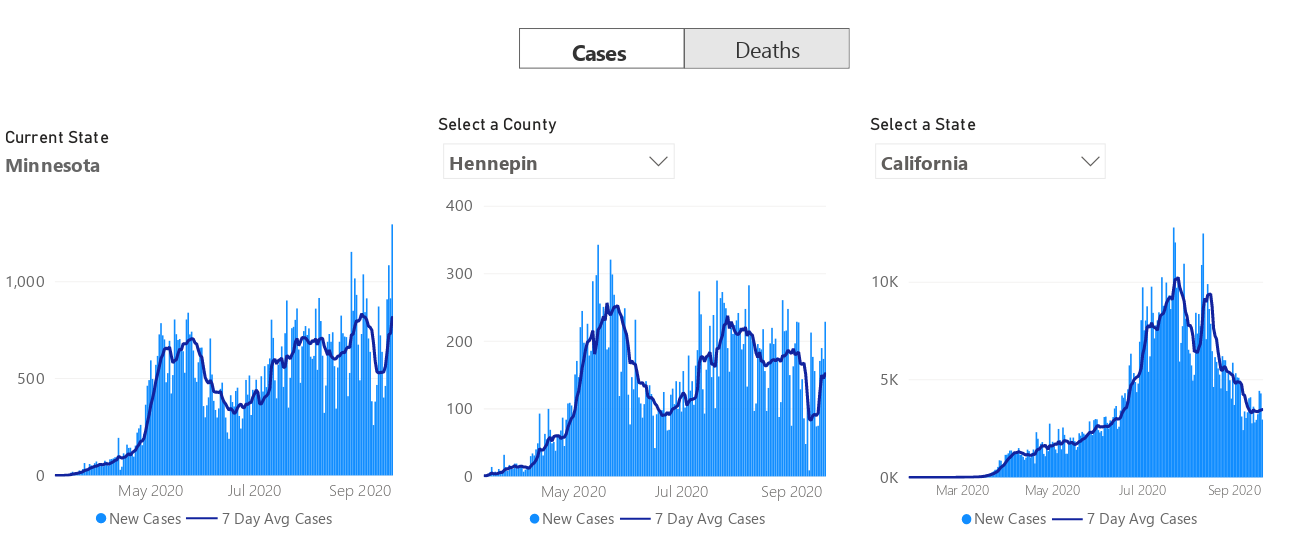 Cases Deaths
Current State
Minnesota
1,000
500
0
May 2020 Jul 2020 Sep 2020
New Cases 7 Day Avg Cases
Select a County
Hennepin
400
300
200
100
0
May 2020 Jul 2020 Sep 2020
New Cases 7 Day Avg Cases
Select a State
California
10K
5K
0K
Mar 2020 May 2020 Jul 2020 Sep 2020
New Cases 7 Day Avg Cases